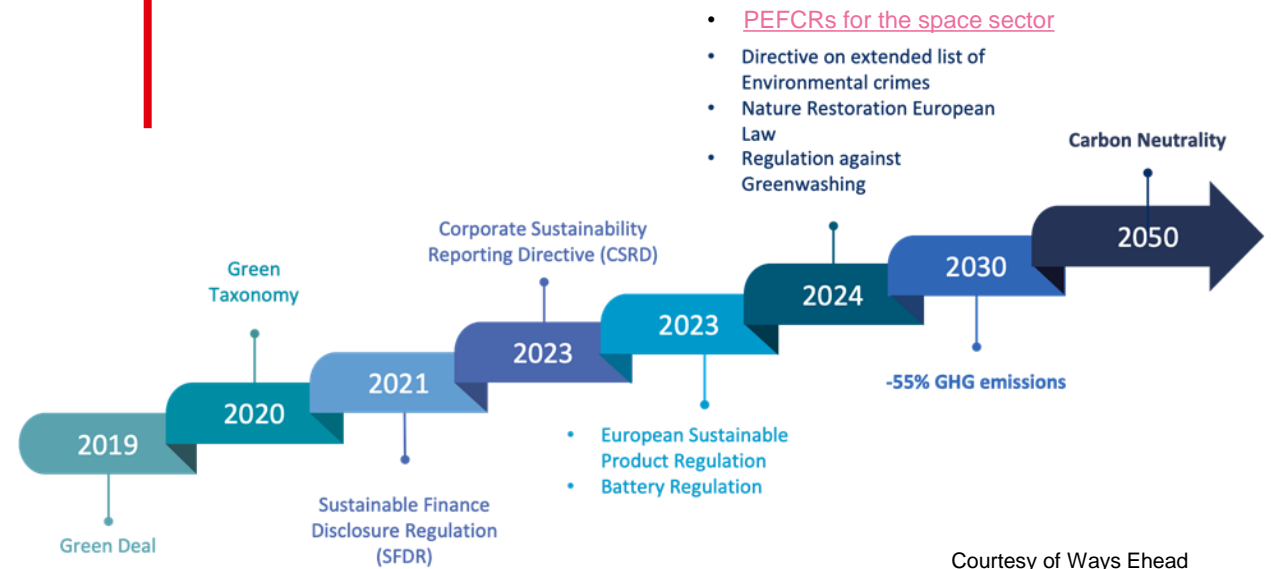 • PEFCRs for the space sector
• Directive on extended list of
Environmental crimes
• Nature Restoration European
Law
• Regulation against
Greenwashing
Carbon Neutrality
Corporate Sustainability
Reporting Directive (CSRD)
Green
Taxonomy
2050
2030
2024
2023
2023
2021
2020
2019
-55% GHG emissions
• European Sustainable
Product Regulation
• Battery Regulation
Sustainable Finance
Disclosure Regulation
(SFDR)
Green Deal
Courtesy of Ways Ehead